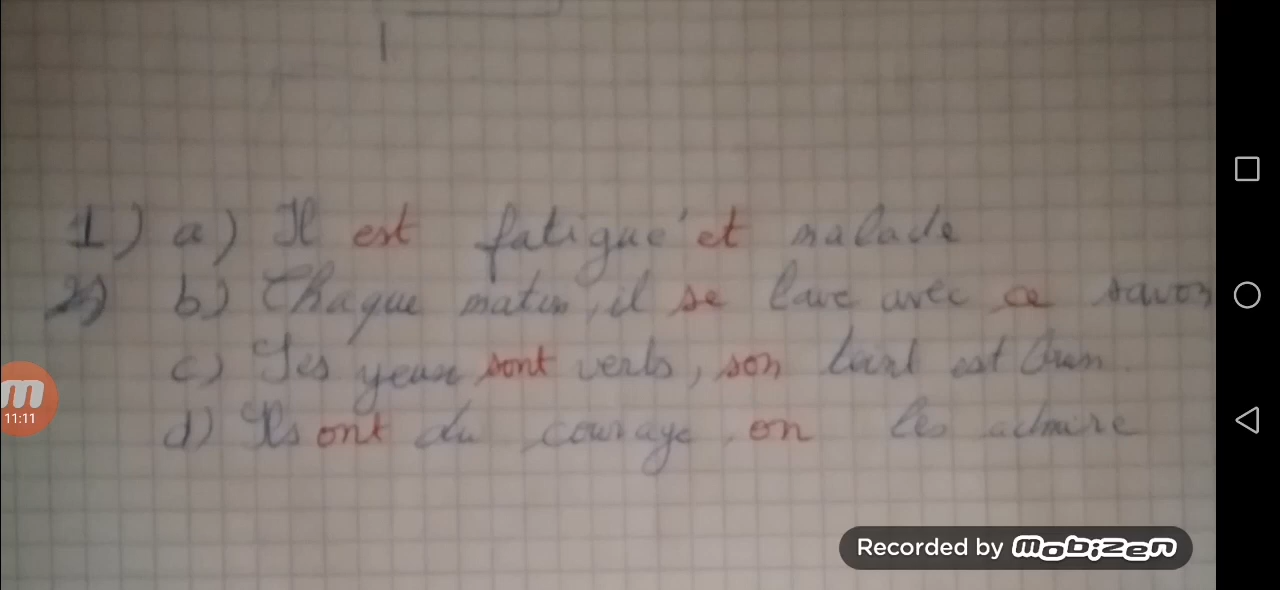 1) a) Il est fatigué et malade
2) b) Chaque matin, il se lave avec ce savon
c) Ses yeux sont verts, son teint est brun.
d) Ils ont du courage, on les admire
11:11
Recorded by Mobizen